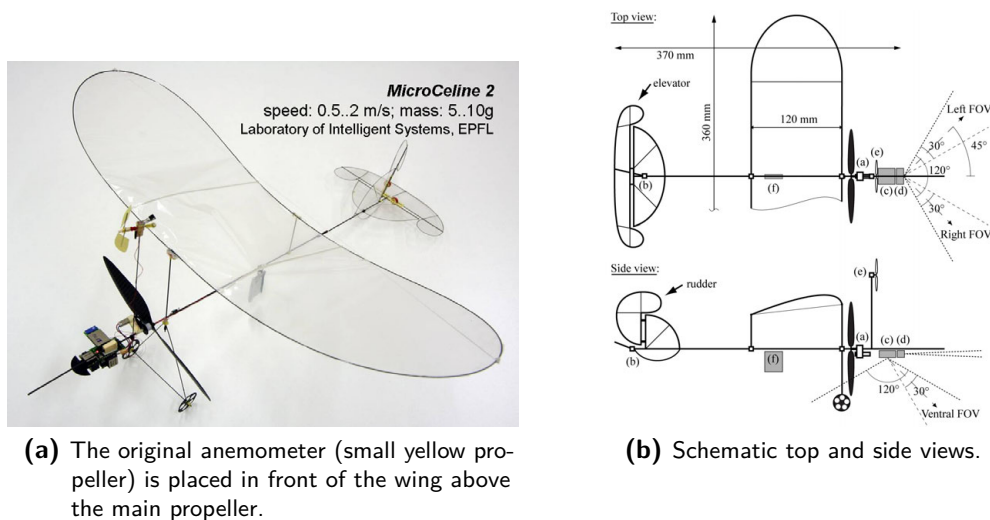 MicroCeline 2
speed: 0.5..2 m/s; mass: 5..10g
Laboratory of Intelligent Systems, EPFL
(a) The original anemometer (small yellow pro-
peller) is placed in front of the wing above
the main propeller.
Top view:
370 mm
elevator
360 mm
120 mm
Left FOV
(e)
(a)
30°
45°
120°
(b)
(f)
(c) (d)
30°
Right FOV
Side view:
rudder
(e)
(a)
(c) (d)
(b)
(f)
120°
30°
Ventral FOV
(b) Schematic top and side views.